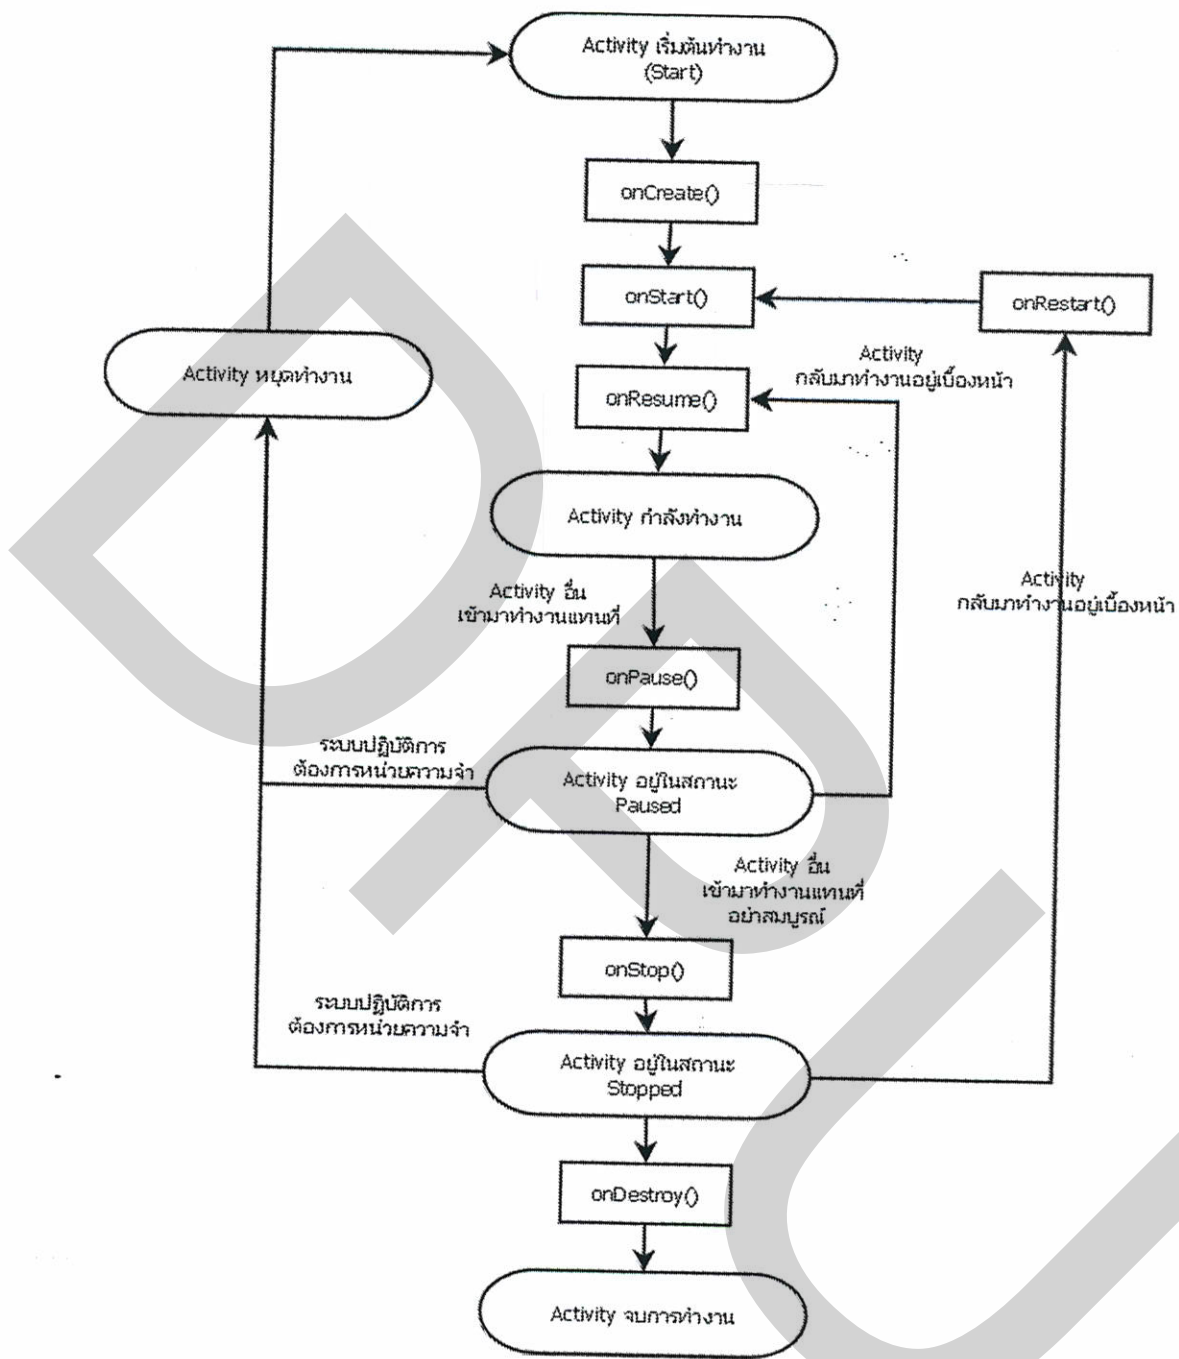 Activity เริ่มต้นทำงาน
(Start)
onCreate()
onStart()
onRestart()
Activity หยุดทำงาน
Activity
กลับมาทำงานอยู่เบื้องหน้า
onResume()
Activity กำลังทำงาน
Activity อื่น
เข้ามาทำงานแทนที่
Activity
กลับมาทำงานอยู่เบื้องหน้า
onPause()
ระบบปฏิบัติการ
ต้องการหน่วยความจำ
Activity อยู่ในสถานะ
Paused
Activity อื่น
เข้ามาทำงานแทนที่
อย่าสมบูรณ์
onStop()
ระบบปฏิบัติการ
ต้องการหน่วยความจำ
Activity อยู่ในสถานะ
Stopped
onDestroy()
Activity จบการทำงาน
DPU